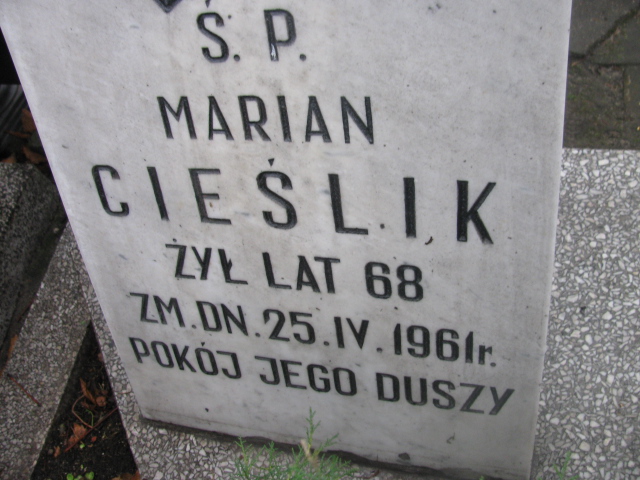 Ś. P.
MARIAN
CIEŚLIK
ŻYŁ LAT 68
ZM. DN. 25. IV. 1961r.
POKÓJ JEGO DUSZY